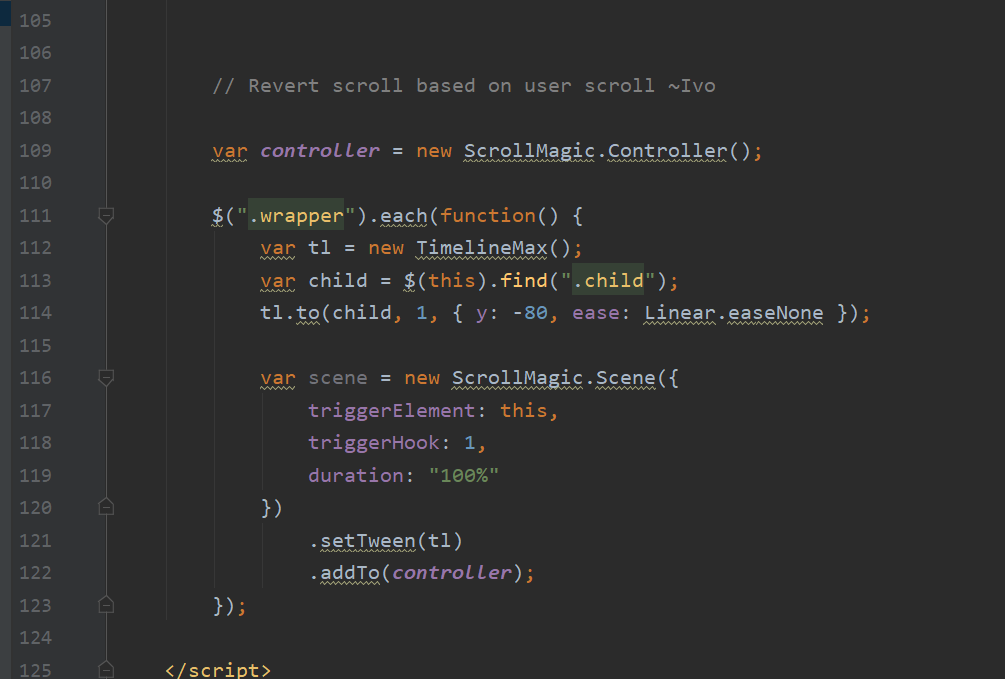 105
106
107 // Revert scroll based on user scroll ~Ivo
108
109 var controller = new ScrollMagic.Controller();
110
111 $(".wrapper").each(function() {
112 var tl = new TimelineMax();
113 var child = $(this).find(".child");
114 tl.to(child, 1, { y: -80, ease: Linear.easeNone });
115
116 var scene = new ScrollMagic.Scene({
117 triggerElement: this,
118 triggerHook: 1,
119 duration: "100%"
120 })
121 .setTween(tl)
122 .addTo(controller);
123 });
124
125 </script>